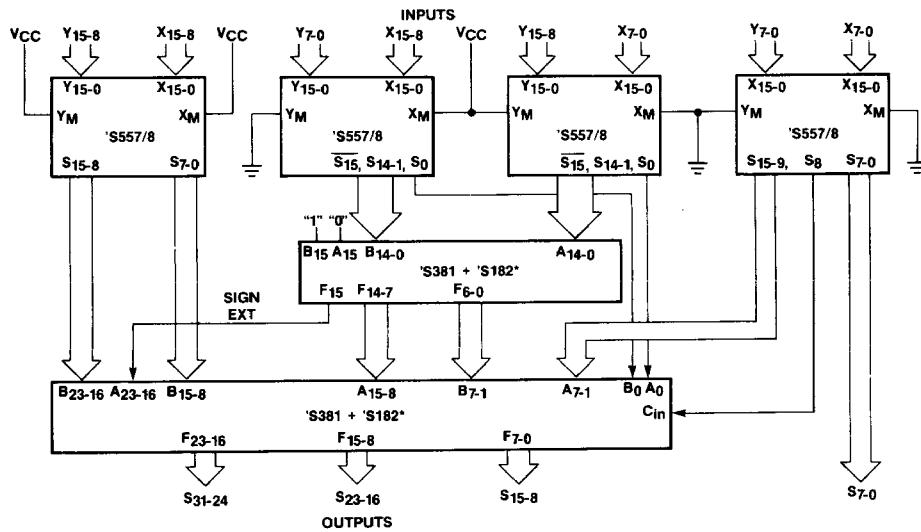 INPUTS
VCC Y15-8 X15-8 VCC Y7-0 X15-8 VCC Y15-8 X7-0 Y7-0 X7-0
Y15-0 X15-0 Y15-0 X15-0 Y15-0 X15-0 X15-0 X15-0
YM XM YM XM YM XM YM XM
'S557/8 'S557/8 'S557/8 'S557/8
S15-8 S7-0 S15, S14-1, S0 S15, S14-1, S0 S15-9, S8 S7-0
"1" "0"
B15 A15 B14-0 A14-0
'S381 + 'S182*
F15 F14-7 F6-0
SIGN
EXT
B23-16 A23-16 B15-8 A15-8 B7-1 A7-1 B0 A0
Cin
'S381 + 'S182*
F23-16 F15-8 F7-0
S31-24 S23-16 S15-8 S7-0
OUTPUTS